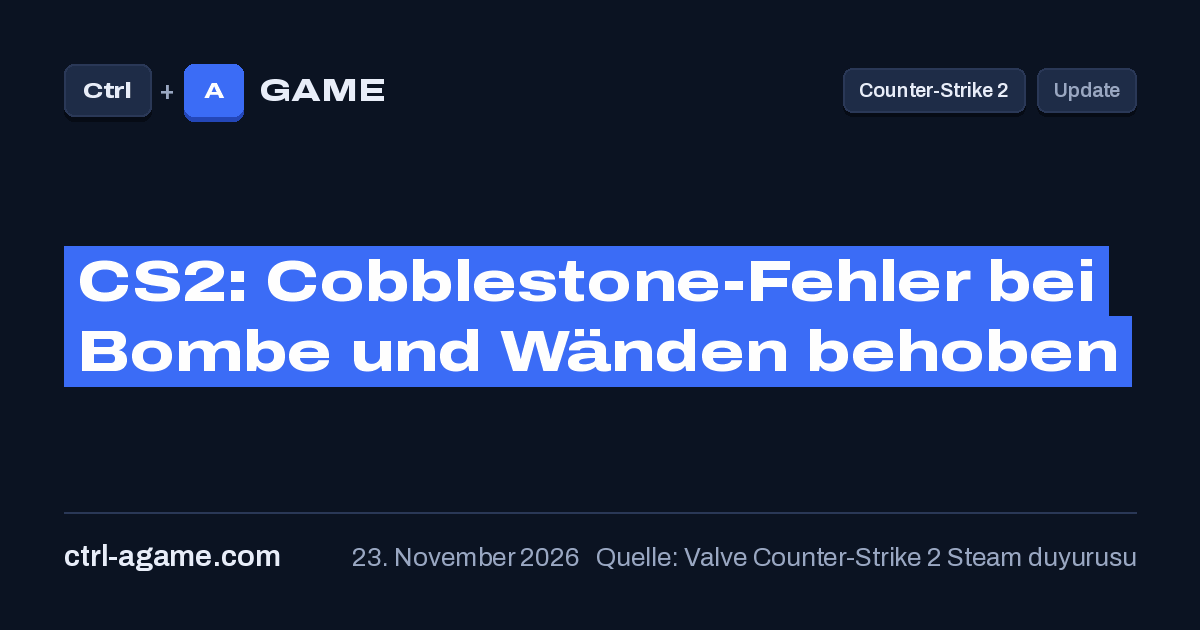 Ctrl + A GAME
Counter-Strike 2 Update
CS2: Cobblestone-Fehler bei
Bombe und Wänden behoben
ctrl-agame.com 23. November 2026 Quelle: Valve Counter-Strike 2 Steam duyurusu